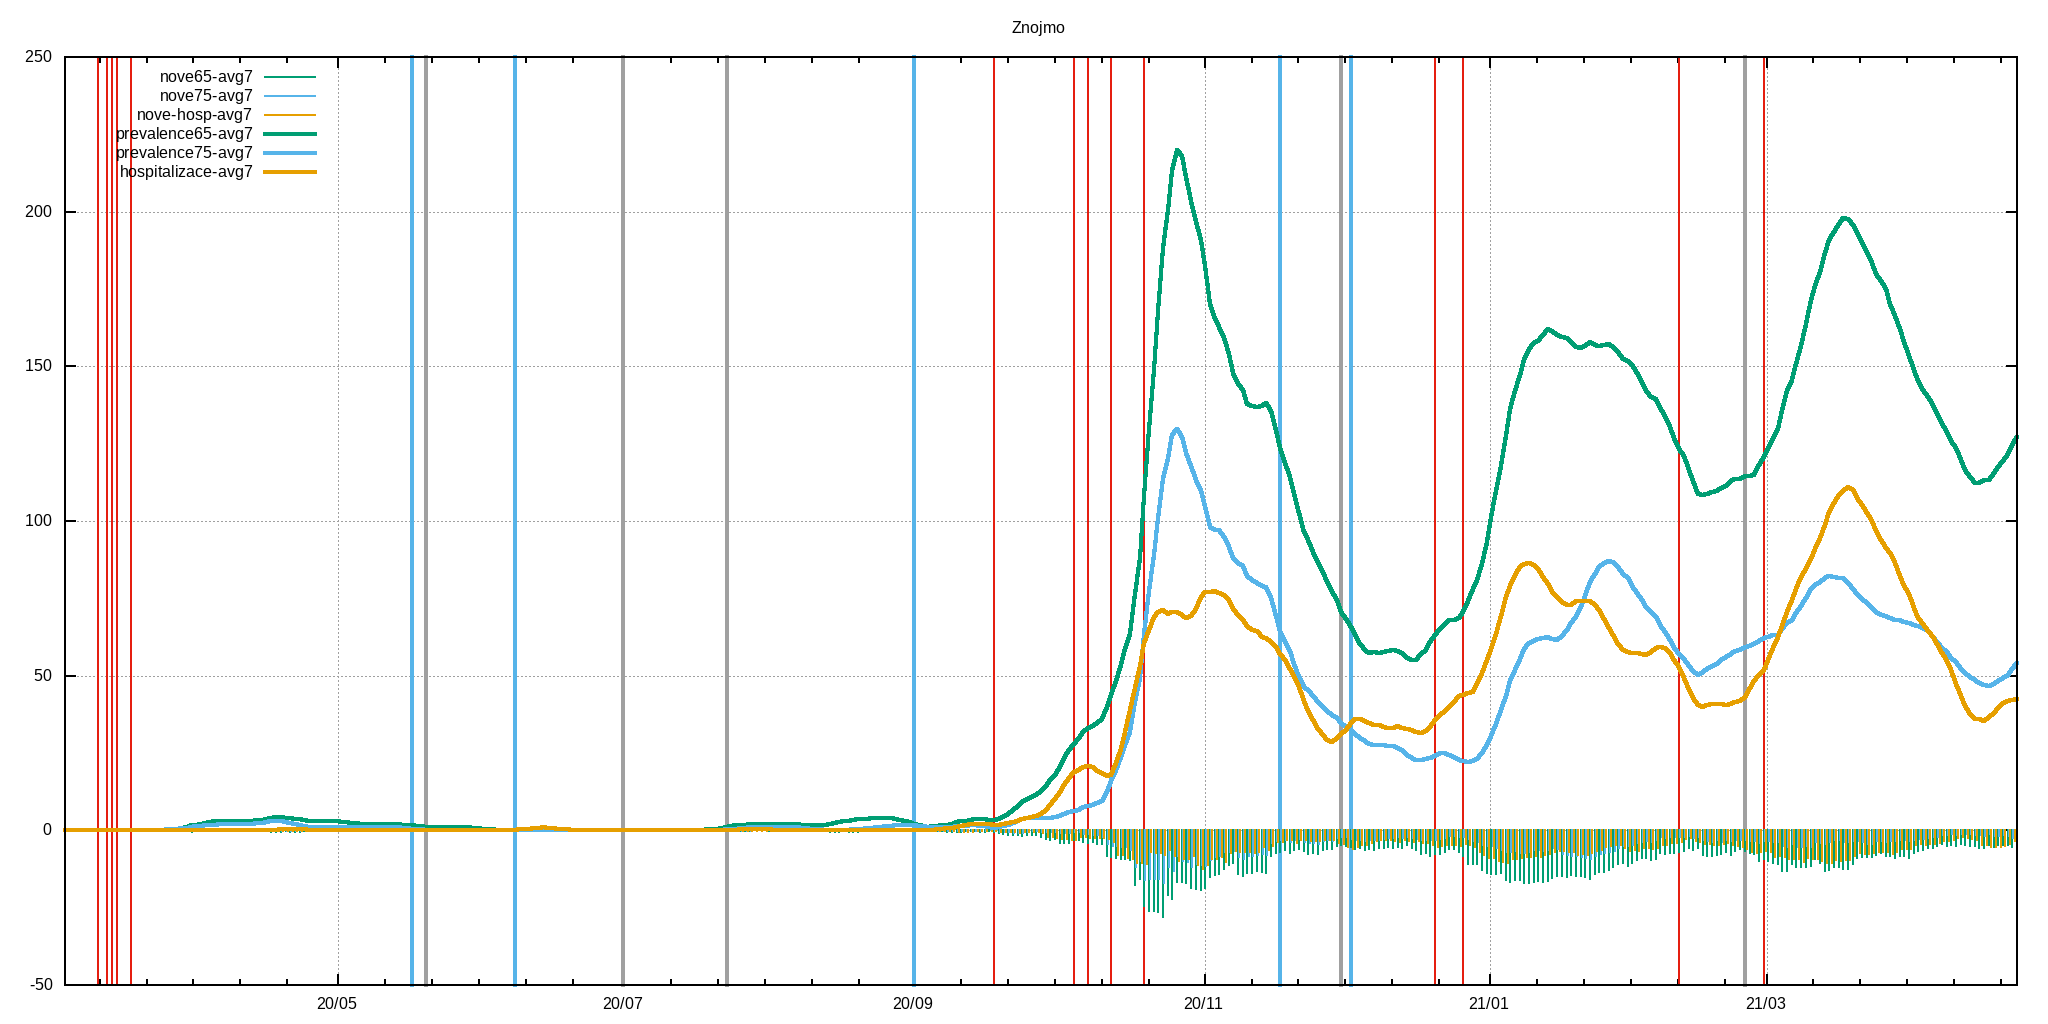 Znojmo
250
nove65-avg7
nove75-avg7
nove-hosp-avg7
prevalence65-avg7
prevalence75-avg7
hospitalizace-avg7
200
150
100
50
0
-50
20/05 20/07 20/09 20/11 21/01 21/03